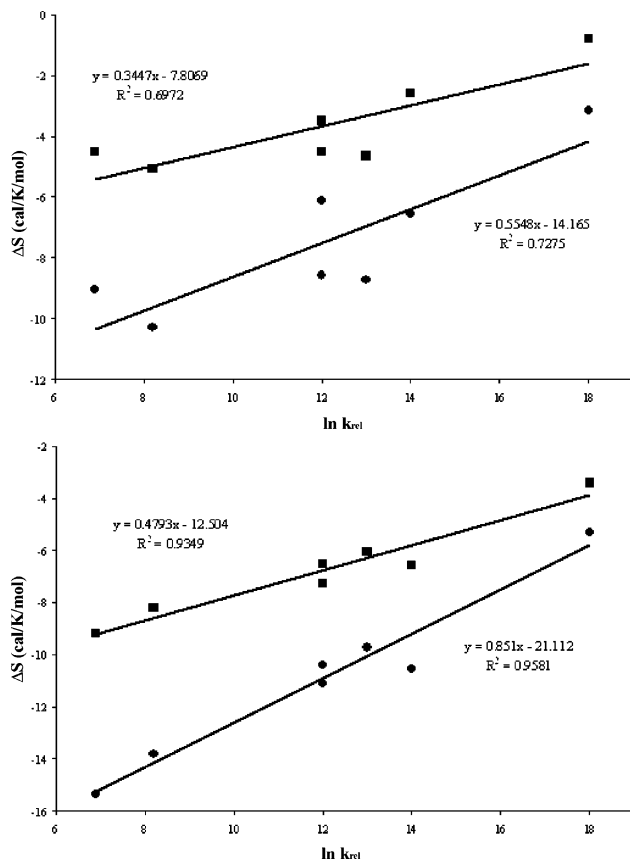 0
-2
-4
-6
-8
-10
-12
ΔS (cal/K/mol)
y = 0.3447x - 7.8069
R² = 0.6972
y = 0.5548x - 14.165
R² = 0.7275
6 8 10 12 14 16 18
ln k_rel
-2
-4
-6
-8
-10
-12
-14
-16
ΔS (cal/K/mol)
y = 0.4793x - 12.504
R² = 0.9349
y = 0.851x - 21.112
R² = 0.9581
6 8 10 12 14 16 18
ln k_rel